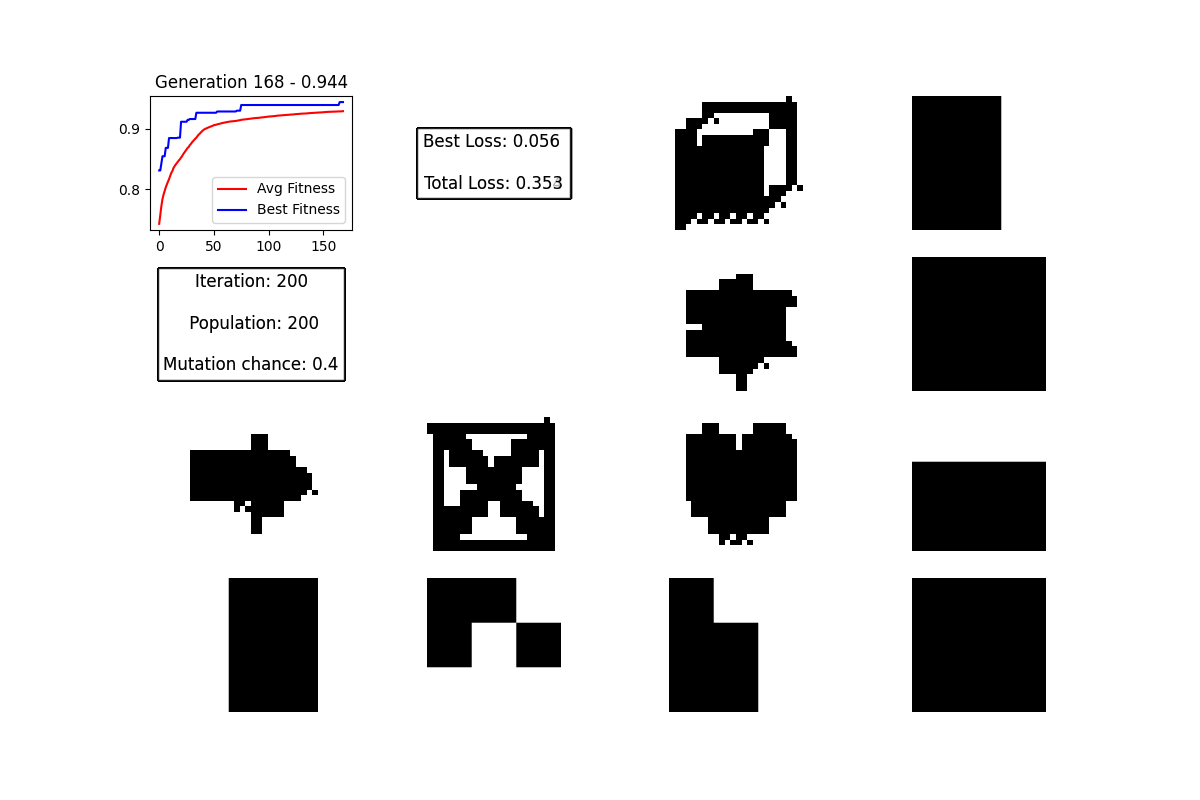 Generation 168 - 0.944
0.9
0.8
Avg Fitness
Best Fitness
0 50 100 150
Best Loss: 0.056
Total Loss: 0.353
Iteration: 200
Population: 200
Mutation chance: 0.4